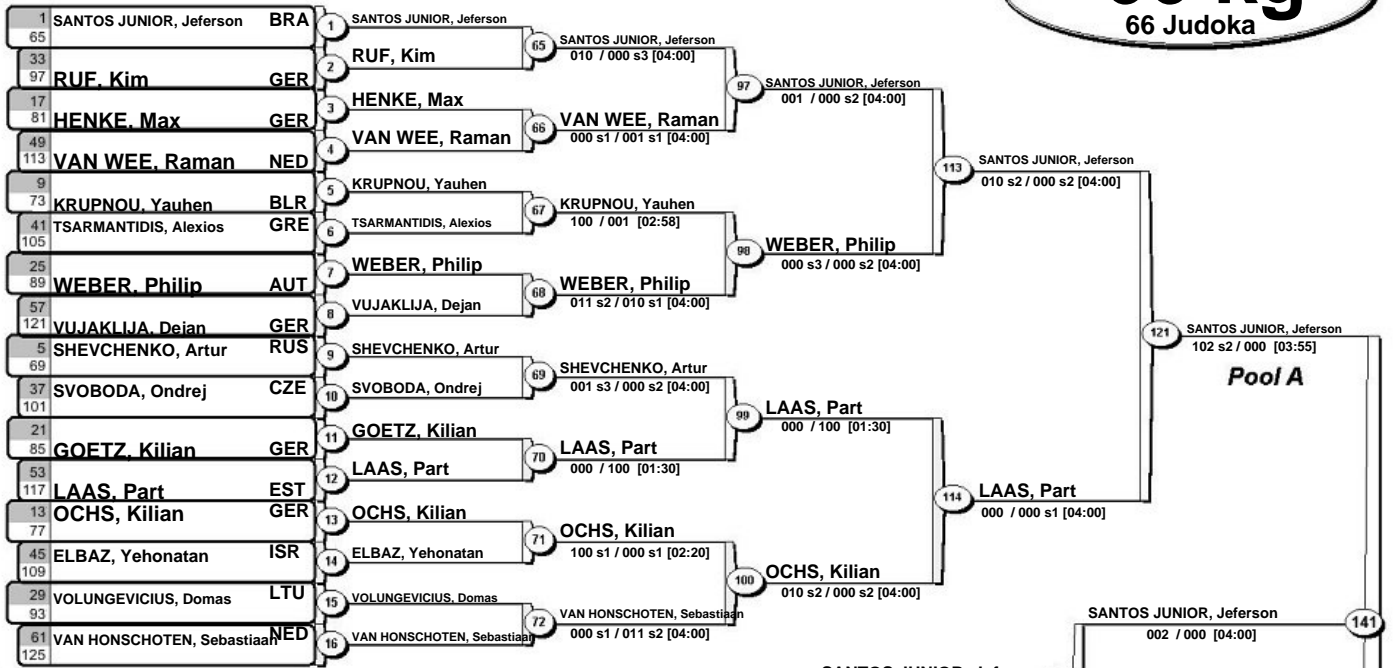 66 Judoka
1 SANTOS JUNIOR, Jeferson BRA
65
33
97 RUF, Kim GER
17
81 HENKE, Max GER
49
113 VAN WEE, Raman NED
9
73 KRUPNOU, Yauhen BLR
41 TSARMANTIDIS, Alexios GRE
105
25
89 WEBER, Philip AUT
57
121 VUJAKLIJA, Dejan GER
5 SHEVCHENKO, Artur RUS
69
37 SVOBODA, Ondrej CZE
101
21
85 GOETZ, Kilian GER
53
117 LAAS, Part EST
13 OCHS, Kilian GER
77
45 ELBAZ, Yehonatan ISR
109
29 VOLUNGEVICIUS, Domas LTU
93
61 VAN HONSCHOTEN, Sebastiaan NED
125
1 SANTOS JUNIOR, Jeferson
2 RUF, Kim
3 HENKE, Max
4 VAN WEE, Raman
5 KRUPNOU, Yauhen
6 TSARMANTIDIS, Alexios
7 WEBER, Philip
8 VUJAKLIJA, Dejan
9 SHEVCHENKO, Artur
10 SVOBODA, Ondrej
11 GOETZ, Kilian
12 LAAS, Part
13 OCHS, Kilian
14 ELBAZ, Yehonatan
15 VOLUNGEVICIUS, Domas
16 VAN HONSCHOTEN, Sebastiaan
65 SANTOS JUNIOR, Jeferson
010 / 000 s3 [04:00]
66 VAN WEE, Raman
000 s1 / 001 s1 [04:00]
67 KRUPNOU, Yauhen
100 / 001 [02:58]
68 WEBER, Philip
011 s2 / 010 s1 [04:00]
69 SHEVCHENKO, Artur
001 s3 / 000 s2 [04:00]
70 LAAS, Part
000 / 100 [01:30]
71 OCHS, Kilian
100 s1 / 000 s1 [02:20]
72 VAN HONSCHOTEN, Sebastiaan
000 s1 / 011 s2 [04:00]
97 SANTOS JUNIOR, Jeferson
001 / 000 s2 [04:00]
98 WEBER, Philip
000 s3 / 000 s2 [04:00]
99 LAAS, Part
000 / 100 [01:30]
100 OCHS, Kilian
010 s2 / 000 s2 [04:00]
113 SANTOS JUNIOR, Jeferson
010 s2 / 000 s2 [04:00]
114 LAAS, Part
000 / 000 s1 [04:00]
121 SANTOS JUNIOR, Jeferson
102 s2 / 000 [03:55]
Pool A
SANTOS JUNIOR, Jeferson
002 / 000 [04:00]
141